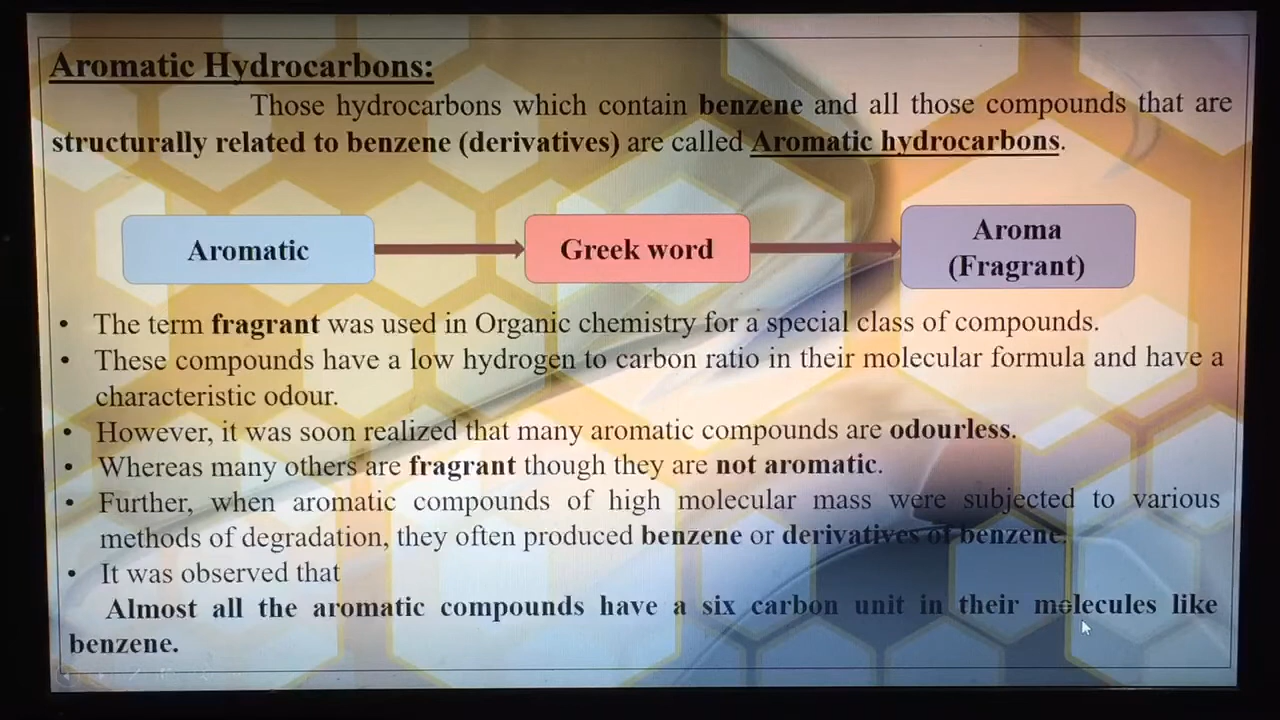 Aromatic Hydrocarbons:
Those hydrocarbons which contain benzene and all those compounds that are
structurally related to benzene (derivatives) are called Aromatic hydrocarbons.
Aromatic
Greek word
Aroma
(Fragrant)
• The term fragrant was used in Organic chemistry for a special class of compounds.
• These compounds have a low hydrogen to carbon ratio in their molecular formula and have a
characteristic odour.
• However, it was soon realized that many aromatic compounds are odourless.
• Whereas many others are fragrant though they are not aromatic.
• Further, when aromatic compounds of high molecular mass were subjected to various
methods of degradation, they often produced benzene or derivatives of benzene.
• It was observed that
Almost all the aromatic compounds have a six carbon unit in their molecules like
benzene.